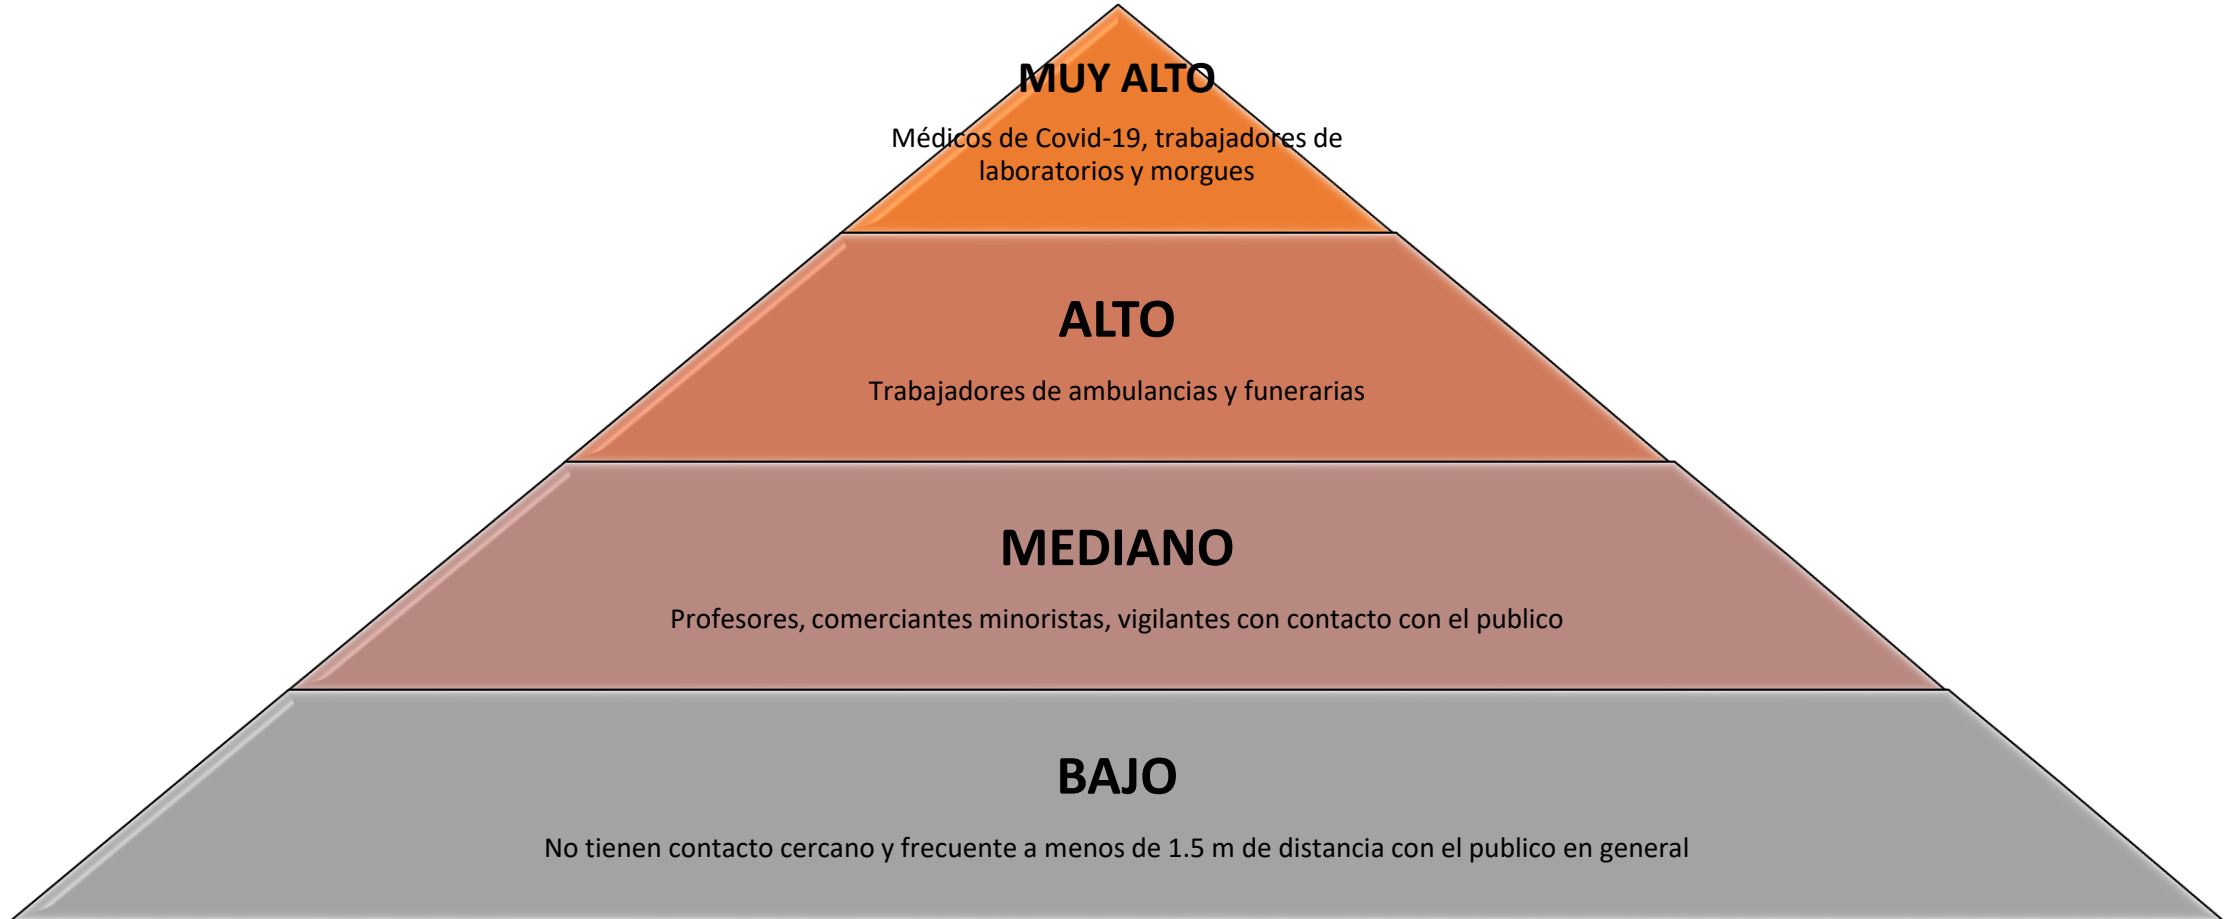 MUY ALTO
Médicos de Covid-19, trabajadores de
laboratorios y morgues
ALTO
Trabajadores de ambulancias y funerarias
MEDIANO
Profesores, comerciantes minoristas, vigilantes con contacto con el publico
BAJO
No tienen contacto cercano y frecuente a menos de 1.5 m de distancia con el publico en general